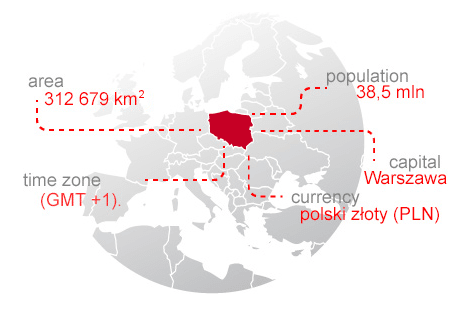 area
312 679 km²
population
38,5 mln
capital
Warszawa
time zone
(GMT +1).
currency
polski złoty (PLN)